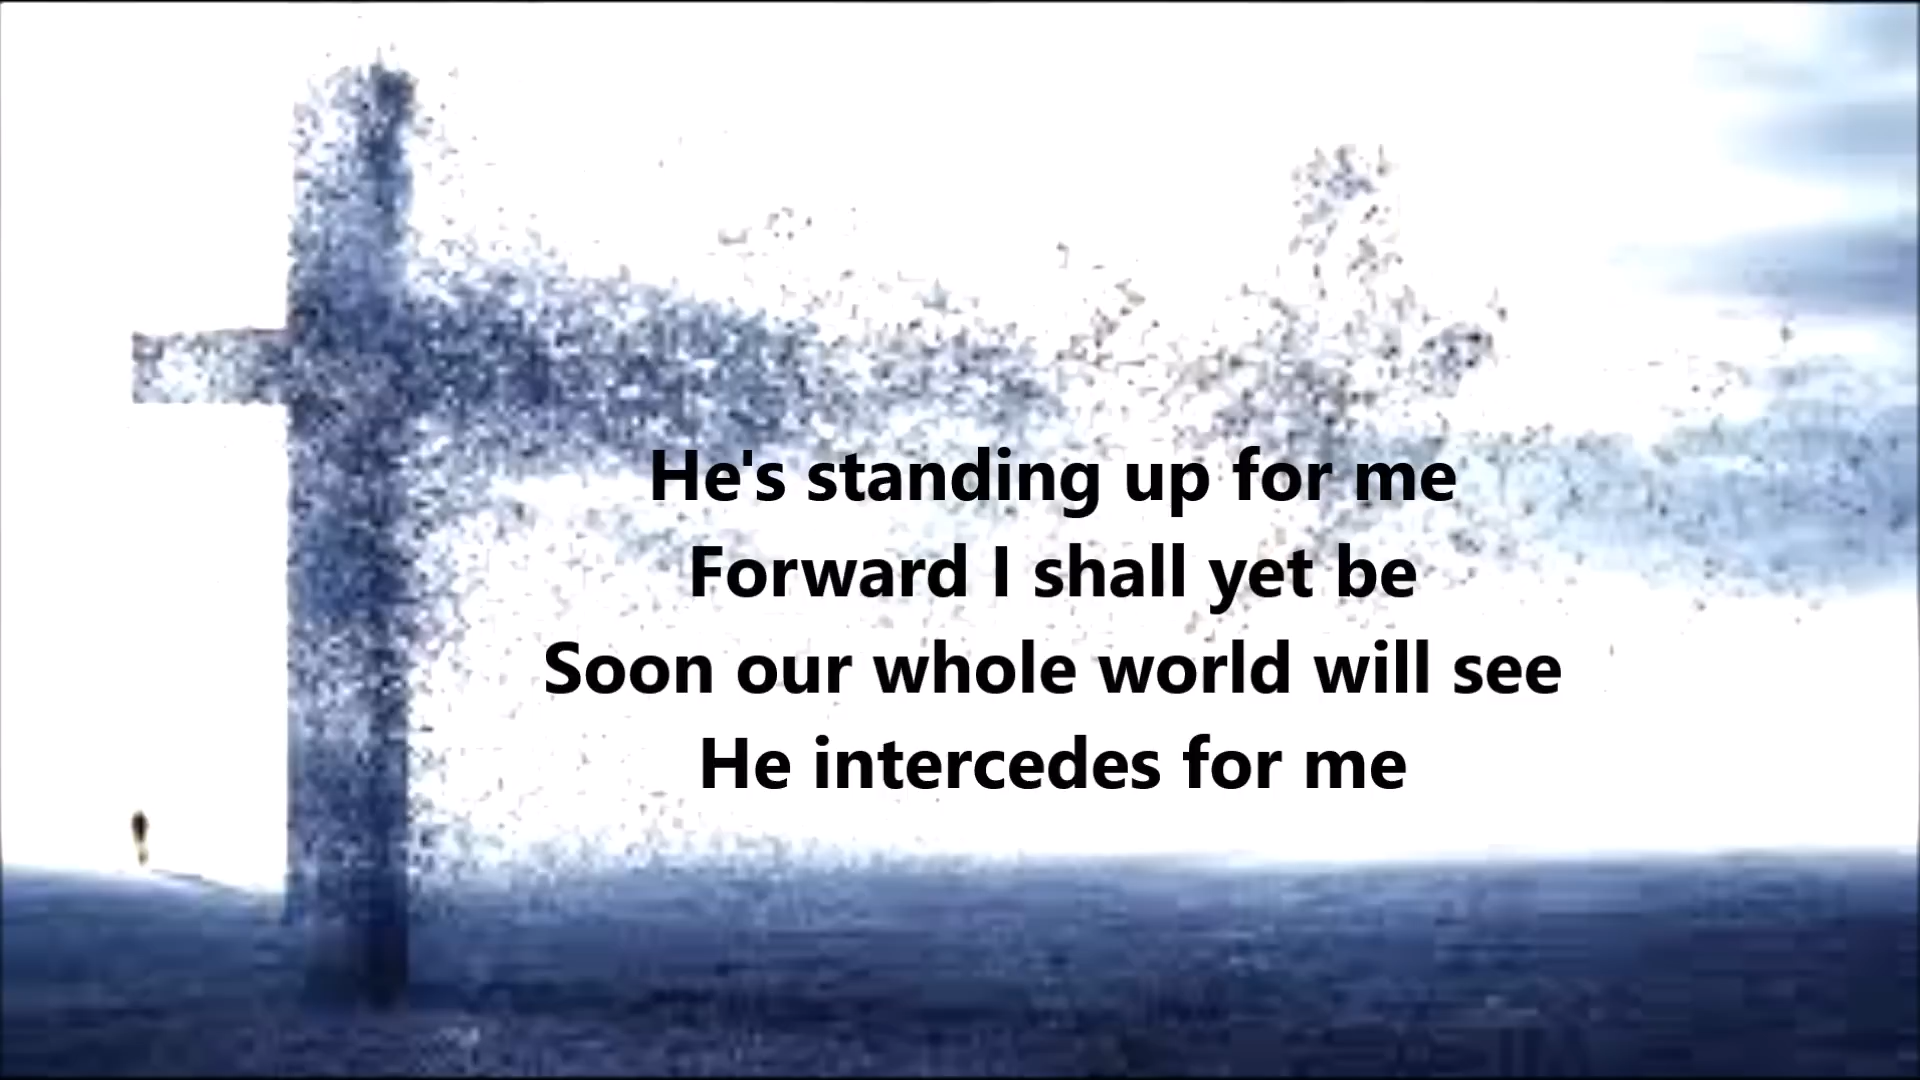 He's standing up for me
Forward I shall yet be
Soon our whole world will see
He intercedes for me